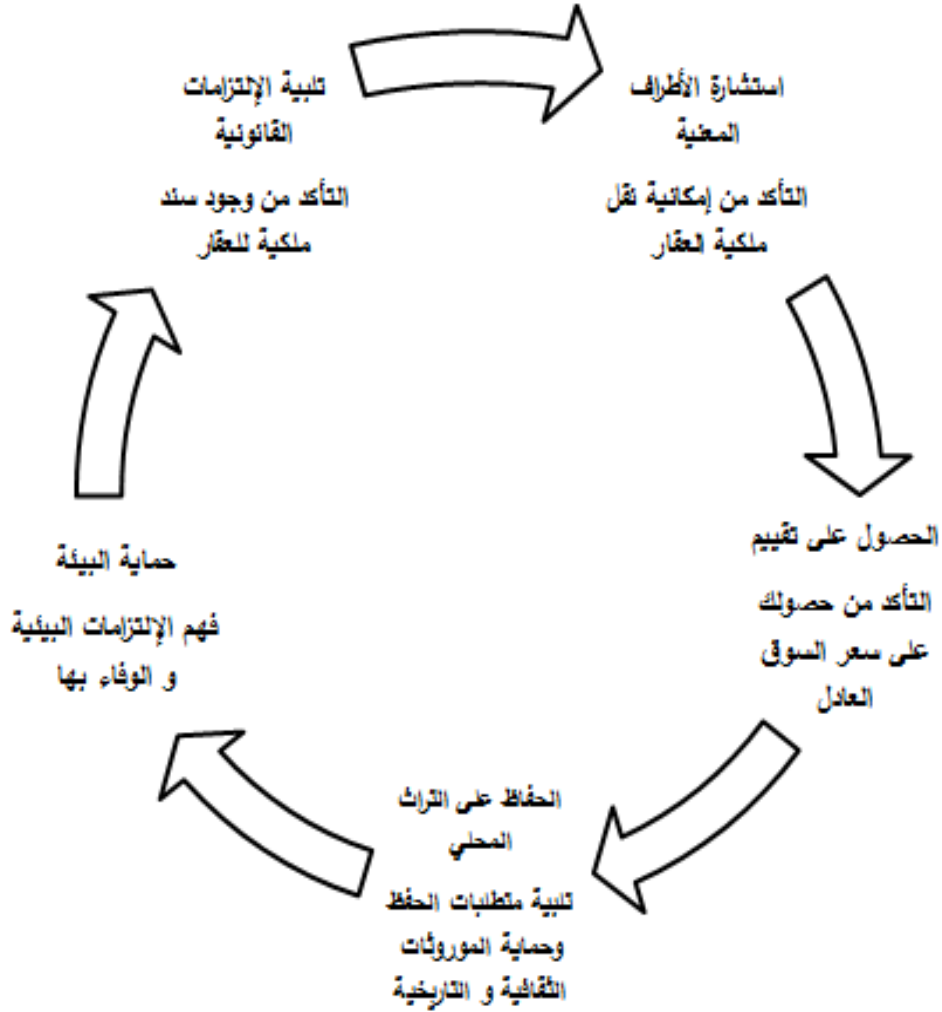 تلبية الإلتزامات
القانونية
التأكد من وجود سند
ملكية للعقار
استشارة الأطراف
المعنية
التأكد من إمكانية نقل
ملكية العقار
الحصول على تقييم
التأكد من حصولك
على سعر السوق
العادل
الحفاظ على التراث
المحلي
تلبية متطلبات الحفظ
وحماية الموروثات
الثقافية و التاريخية
حماية البيئة
فهم الإلتزامات البيئية
و الوفاء بها